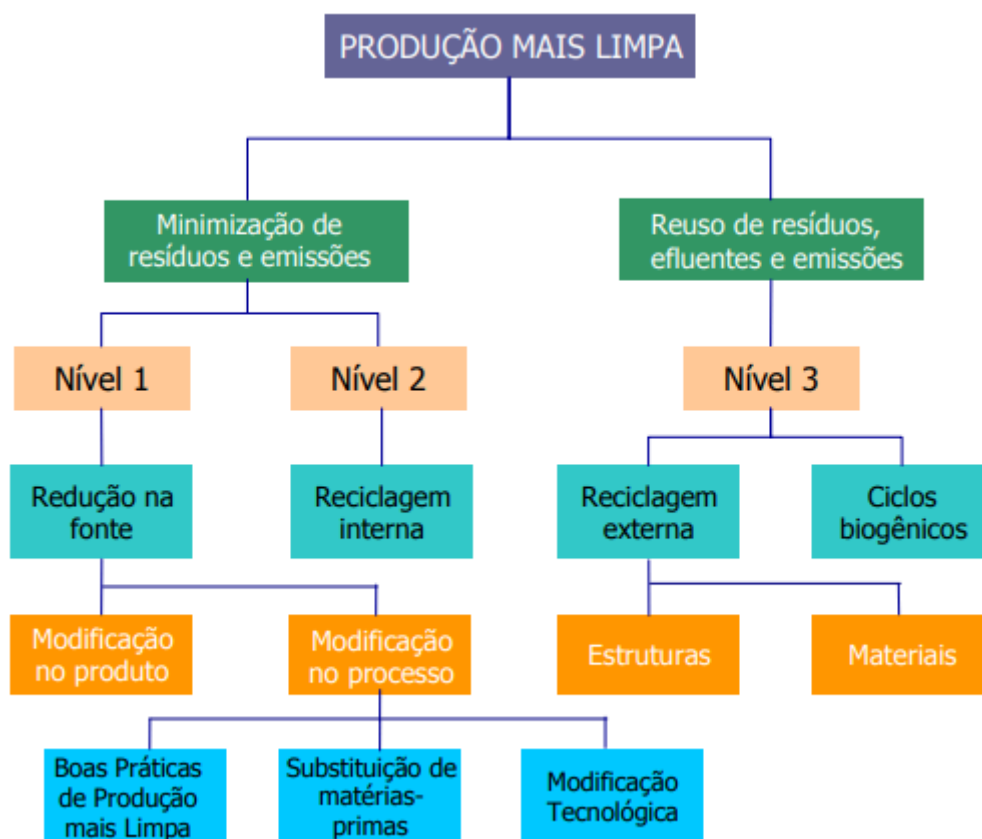 PRODUÇÃO MAIS LIMPA
Minimização de
resíduos e emissões
Reuso de resíduos,
efluentes e emissões
Nível 1
Nível 2
Nível 3
Redução na
fonte
Reciclagem
interna
Reciclagem
externa
Ciclos
biogênicos
Modificação
no produto
Modificação
no processo
Estruturas
Materiais
Boas Práticas
de Produção
mais Limpa
Substituição de
matérias-
primas
Modificação
Tecnológica